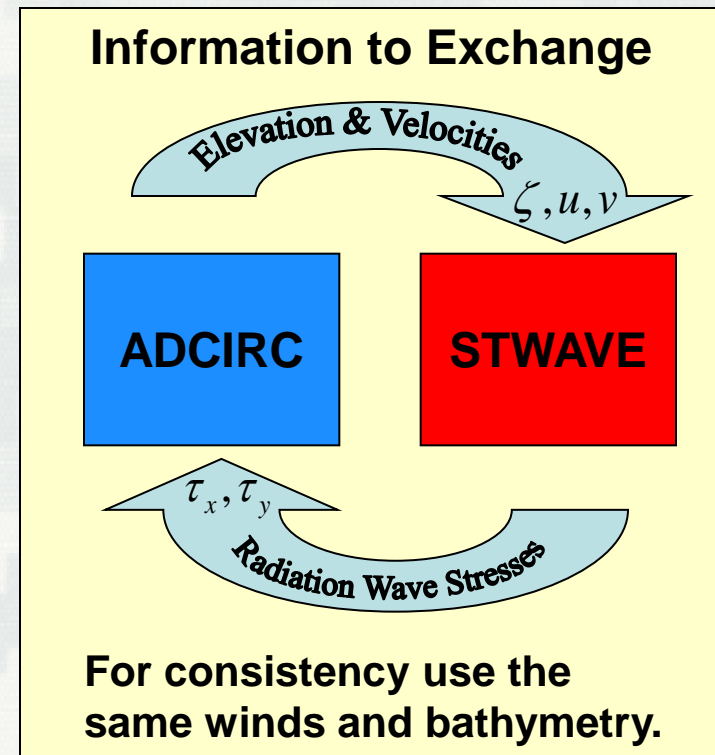 Information to Exchange
Elevation & Velocities
ζ,u,v
ADCIRC
STWAVE
τx,τy
Radiation Wave Stresses
For consistency use the
same winds and bathymetry.